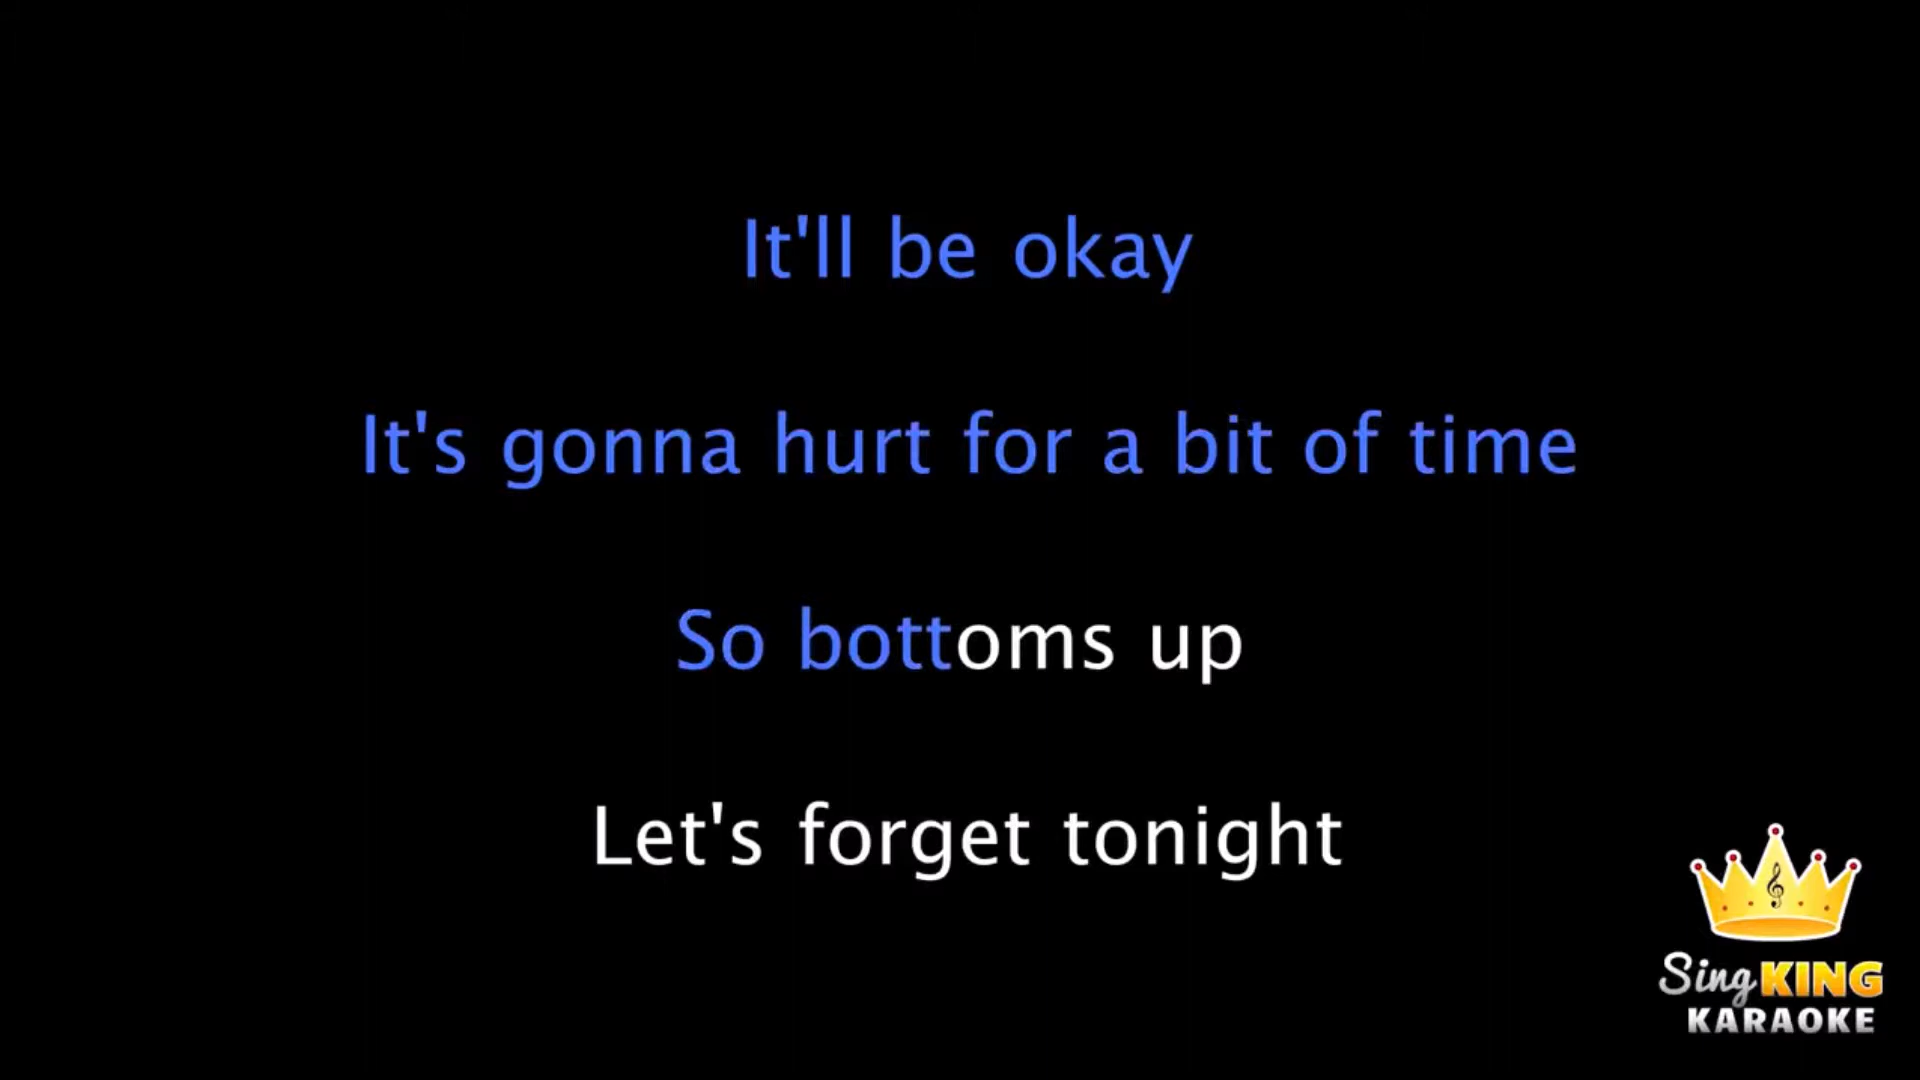 It'll be okay
It's gonna hurt for a bit of time
So bottoms up
Let's forget tonight
Sing KING
KARAOKE